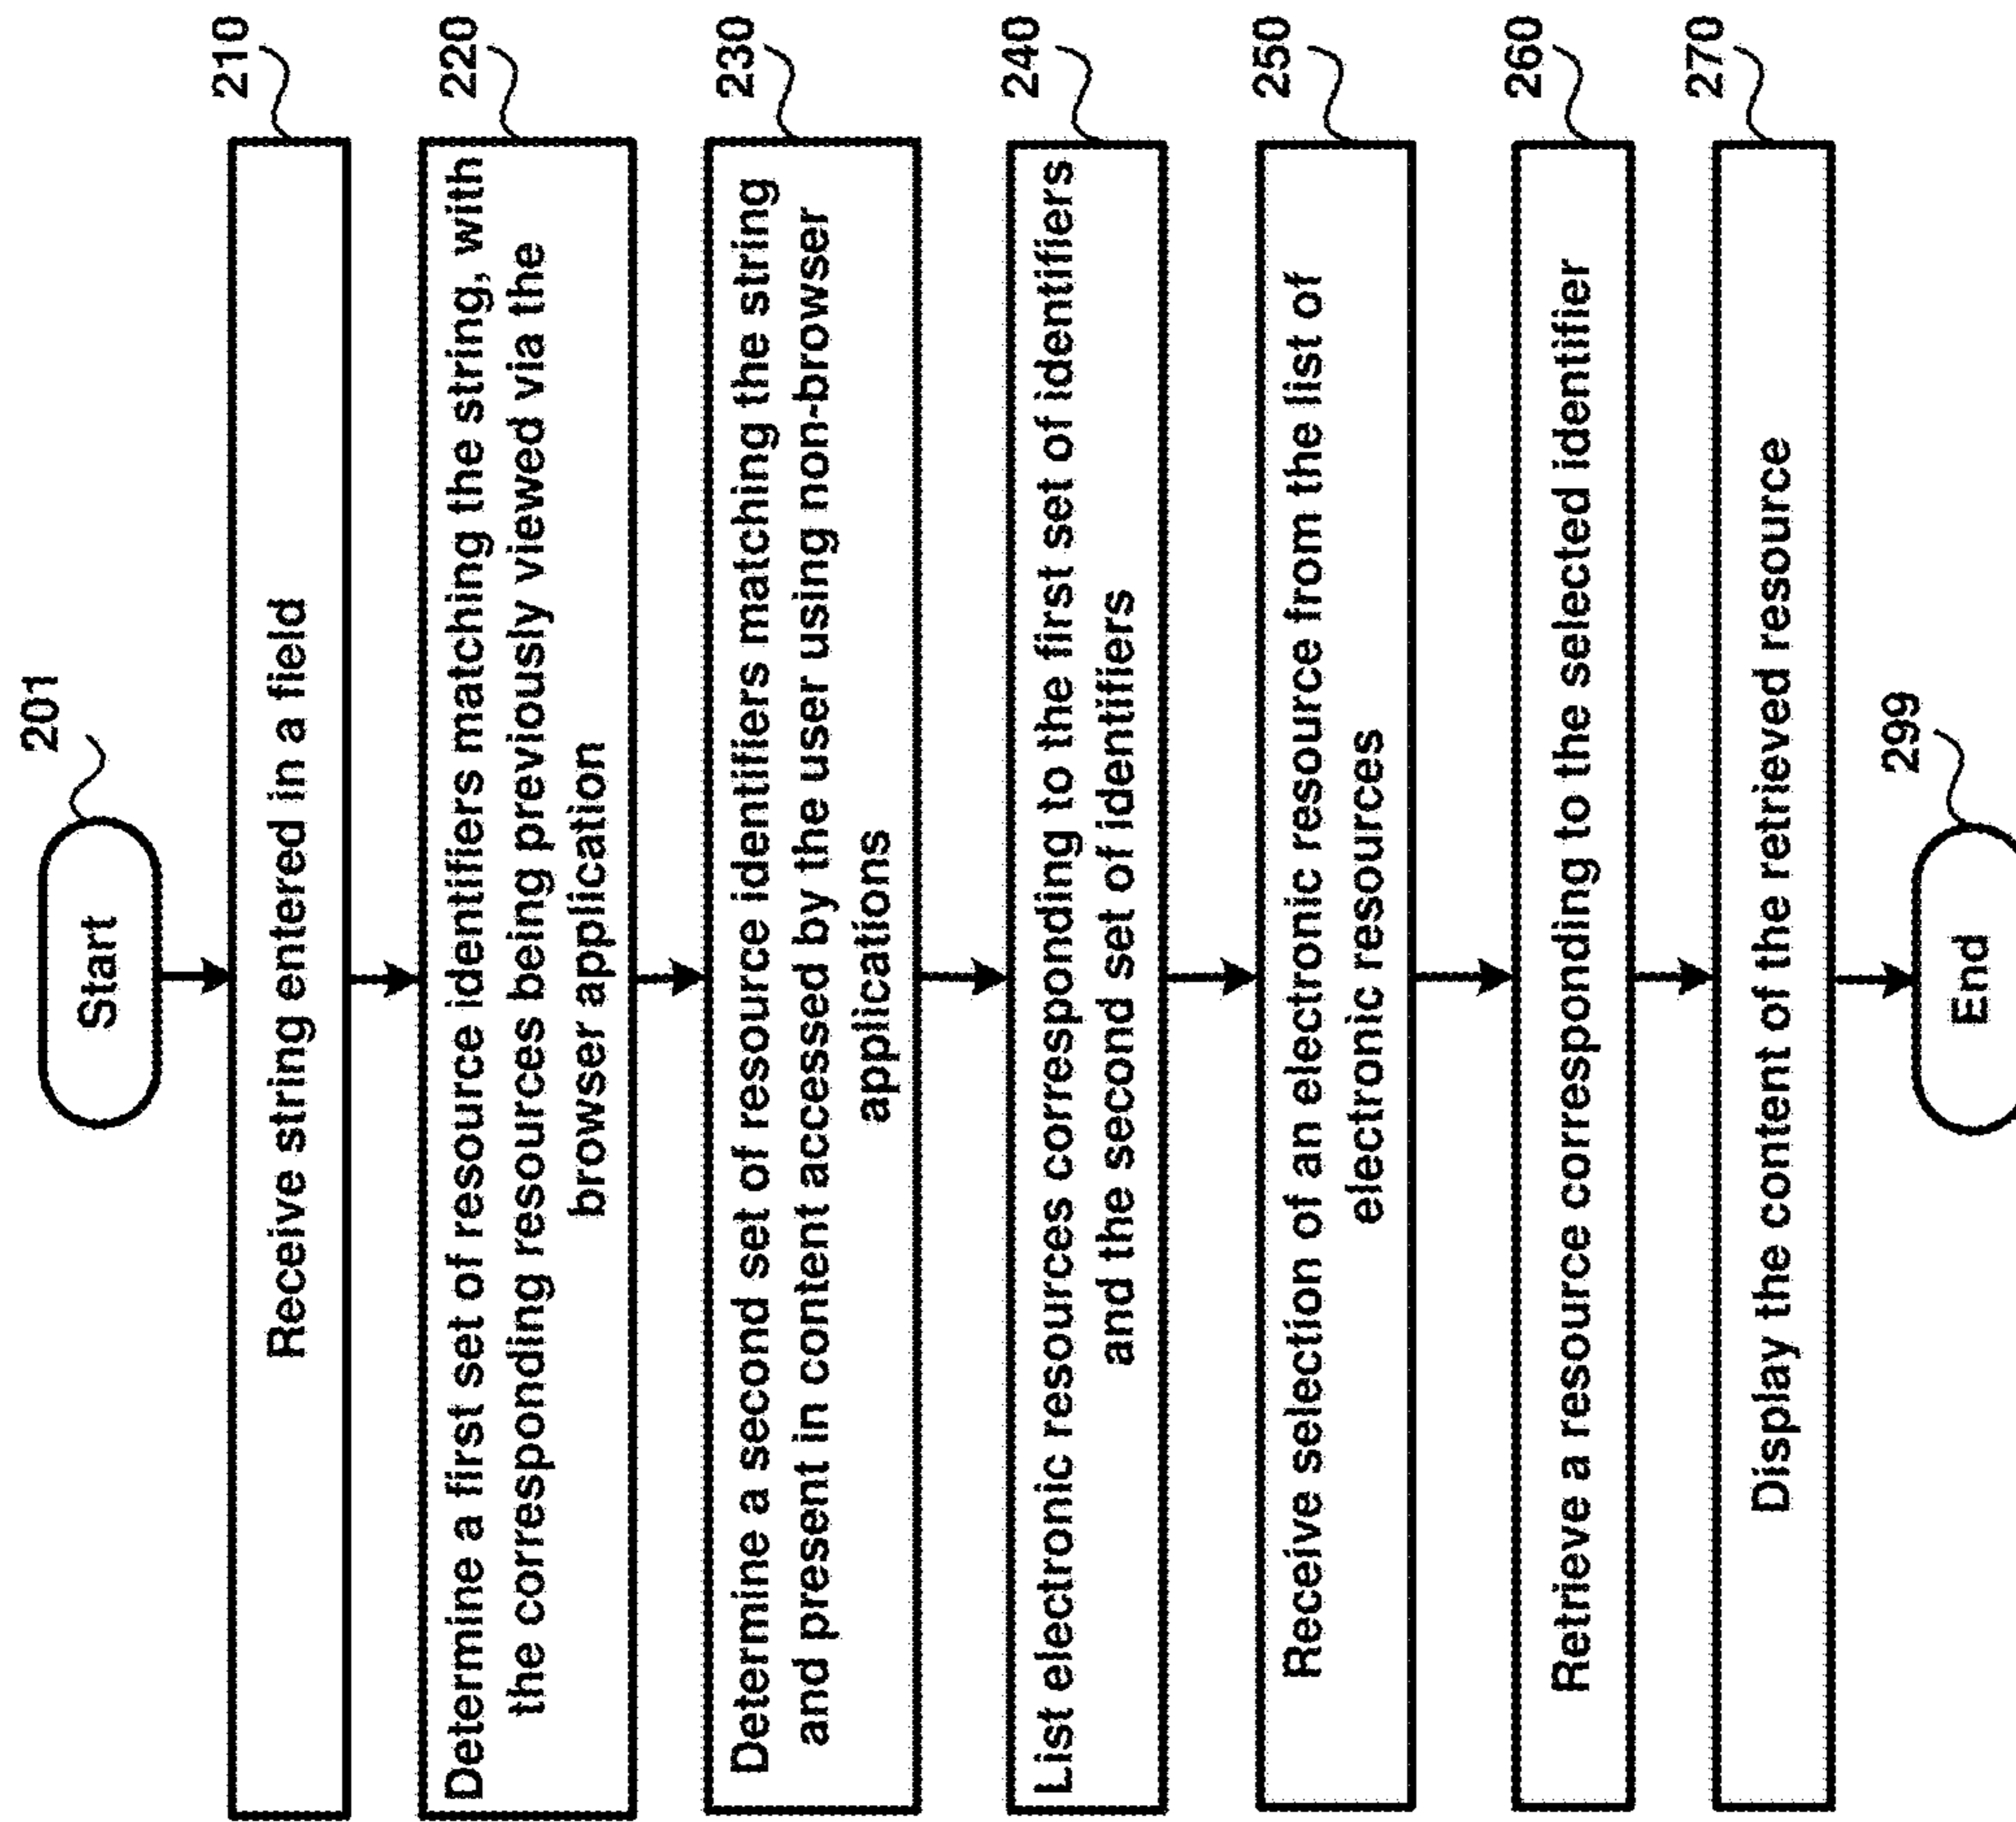 201
Start
210
Receive string entered in a field
220
Determine a first set of resource identifiers matching the string, with
the corresponding resources being previously viewed via the
browser application
230
Determine a second set of resource identifiers matching the string
and present in content accessed by the user using non-browser
applications
240
List electronic resources corresponding to the first set of identifiers
and the second set of identifiers
250
Receive selection of an electronic resource from the list of
electronic resources
260
Retrieve a resource corresponding to the selected identifier
270
Display the content of the retrieved resource
299
End